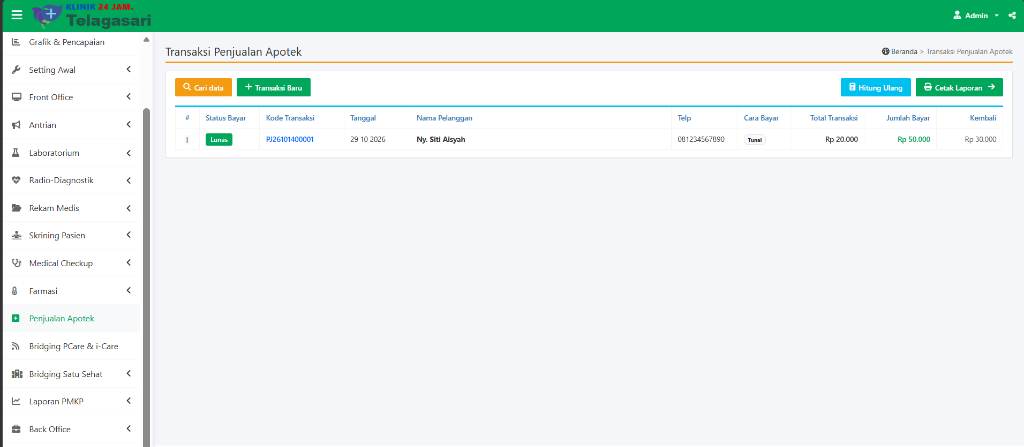 KLINIK 24 JAM.
Telagasari
Admin
Grafik & Pencapaian
Setting Awal
Front Office
Antrian
Laboratorium
Radio-Diagnostik
Rekam Medis
Skrining Pasien
Medical Checkup
Farmasi
Penjualan Apotek
Bridging PCare & i-Care
Bridging Satu Sehat
Laporan PMKP
Back Office
Transaksi Penjualan Apotek
Beranda > Transaksi Penjualan Apotek
Cari data
+ Transaksi Baru
Hitung Ulang
Cetak Laporan →
# Status Bayar Kode Transaksi Tanggal Nama Pelanggan Telp Cara Bayar Total Transaksi Jumlah Bayar Kembali
Lunas PJ26101400001 29 10 2026 Ny. Siti Aisyah 081234567890 Tunai Rp 20.000 Rp 50.000 Rp 30.000